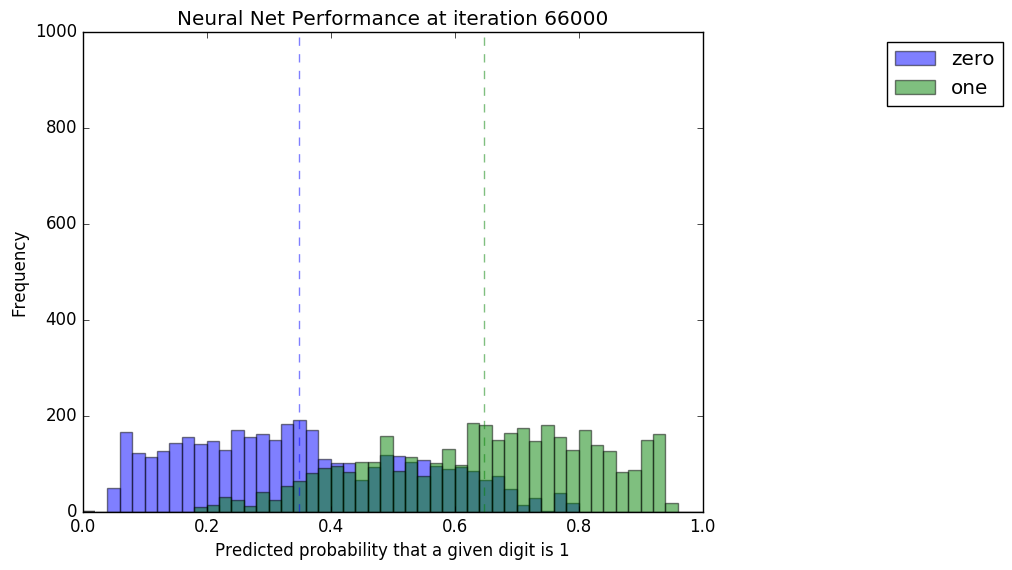 Neural Net Performance at iteration 66000
zero
one
1000
800
600
400
200
0
Frequency
0.0 0.2 0.4 0.6 0.8 1.0
Predicted probability that a given digit is 1